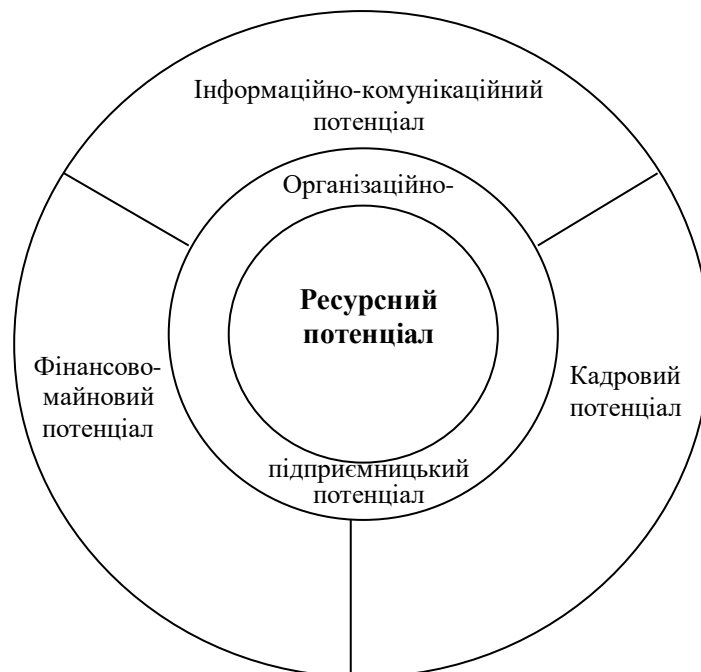 Інформаційно-комунікаційний
потенціал
Організаційно-
Ресурсний
потенціал
Фінансово-
майновий
потенціал
Кадровий
потенціал
підприємницький
потенціал